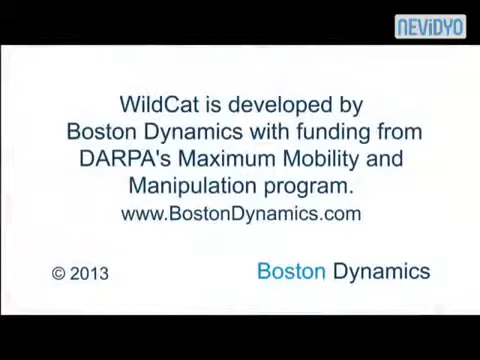 NEViDYO
WildCat is developed by
Boston Dynamics with funding from
DARPA's Maximum Mobility and
Manipulation program.
www.BostonDynamics.com
© 2013
Boston Dynamics